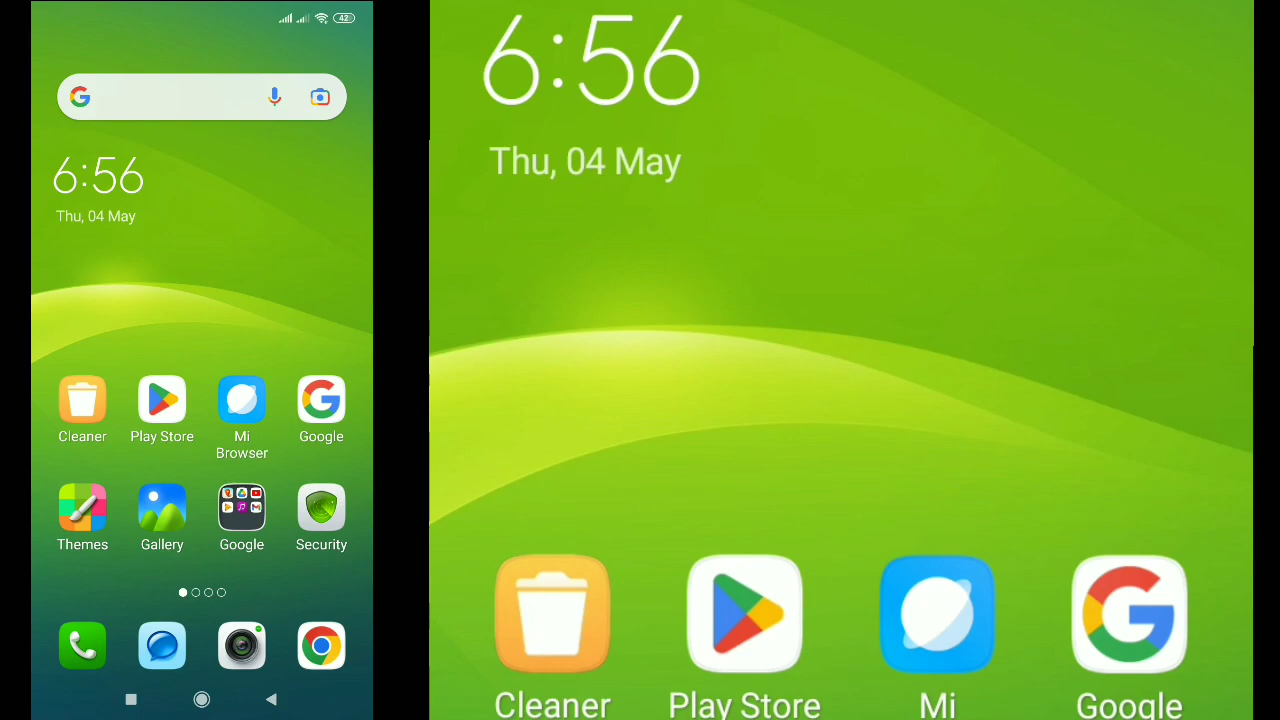 42
6:56
Thu, 04 May
Cleaner
Play Store
Mi
Browser
Google
Themes
Gallery
Google
Security
6:56
Thu, 04 May
Cleaner
Play Store
Mi
Google